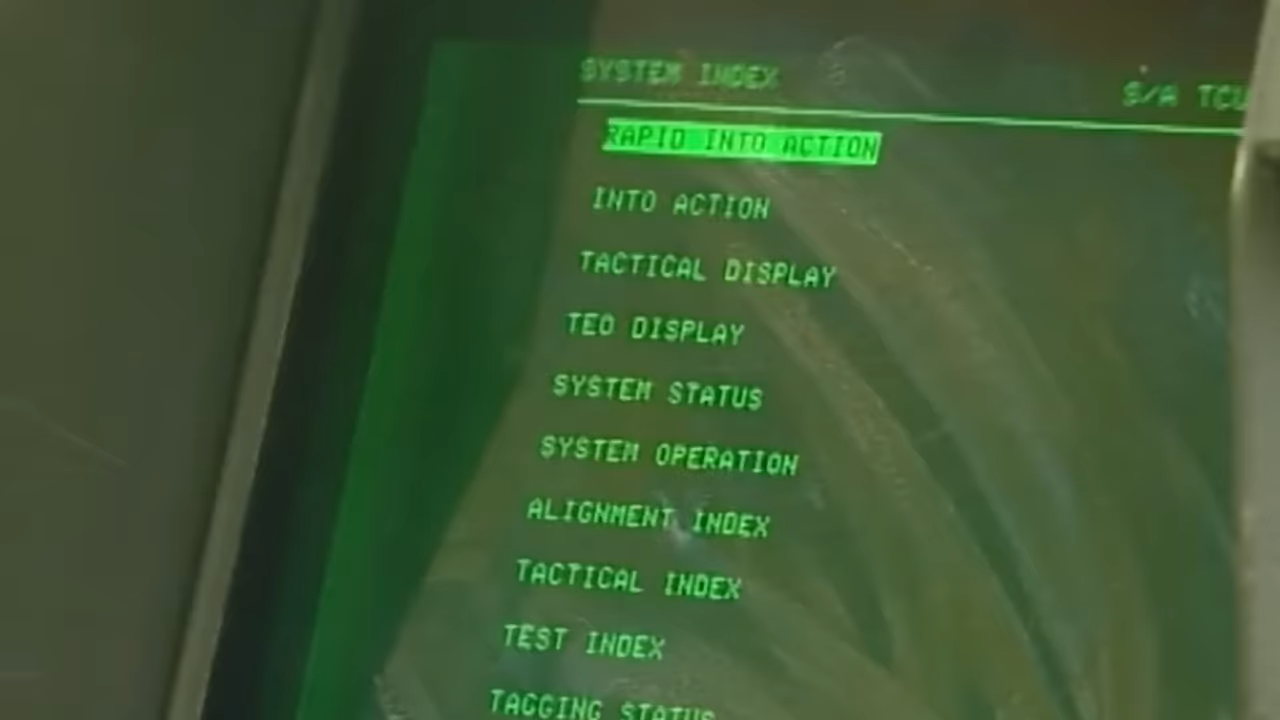 SYSTEM INDEX
S/A TCU
RAPID INTO ACTION
INTO ACTION
TACTICAL DISPLAY
TEO DISPLAY
SYSTEM STATUS
SYSTEM OPERATION
ALIGNMENT INDEX
TACTICAL INDEX
TEST INDEX
TAGGING STATUS